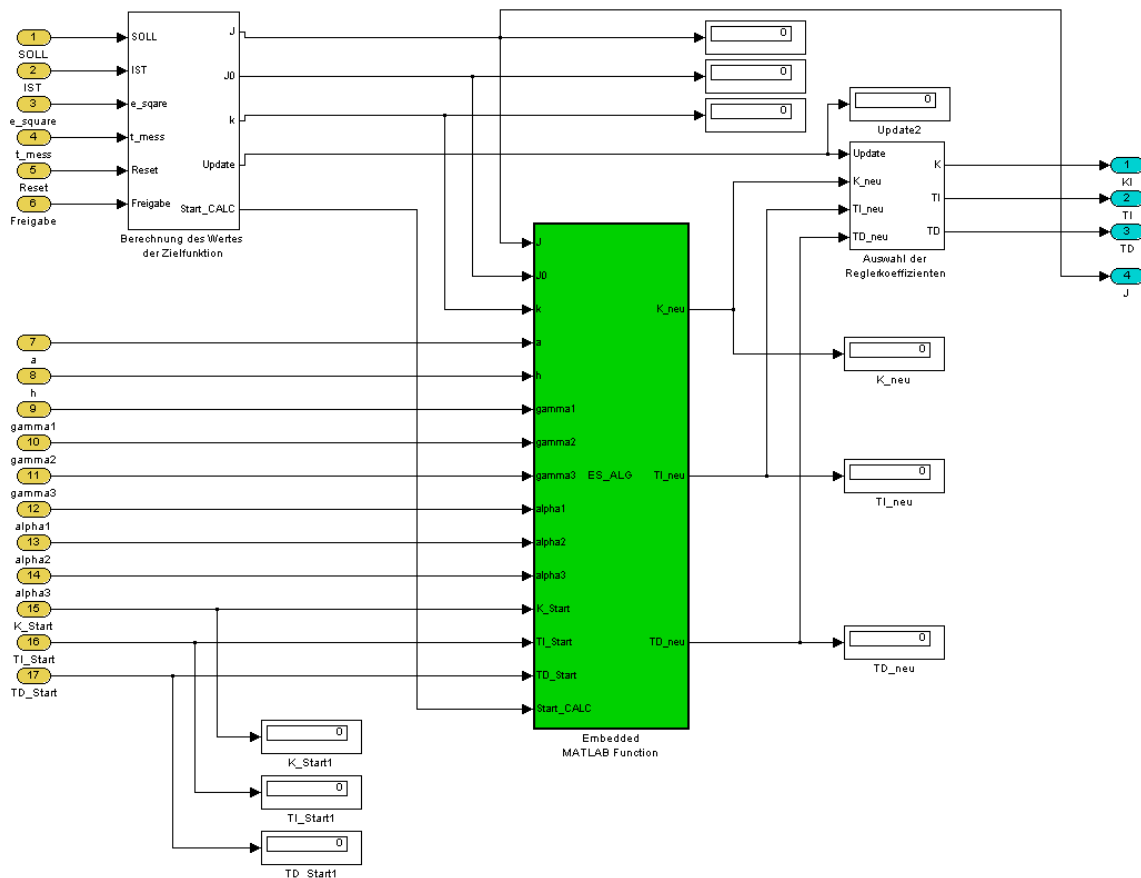 1
SOLL
2
IST
3
e_square
4
t_mess
5
Reset
6
Freigabe
SOLL
IST
e_sqare
t_mess
Reset
Freigabe
J
J0
k
Update
Start_CALC
Berechnung des Wertes
der Zielfunktion
0
0
0
0
Update2
Update
K_neu
TI_neu
TD_neu
K
TI
TD
Auswahl der
Reglerkoeffizienten
1
KI
2
TI
3
TD
4
J
7
a
8
h
9
gamma1
10
gamma2
11
gamma3
12
alpha1
13
alpha2
14
alpha3
15
K_Start
16
TI_Start
17
TD_Start
J
J0
k
a
h
gamma1
gamma2
gamma3
alpha1
alpha2
alpha3
K_Start
TI_Start
TD_Start
Start_CALC
ES_ALG
K_neu
TI_neu
TD_neu
Embedded
MATLAB Function
0
K_neu
0
TI_neu
0
TD_neu
0
K_Start1
0
TI_Start1
0
TD_Start1